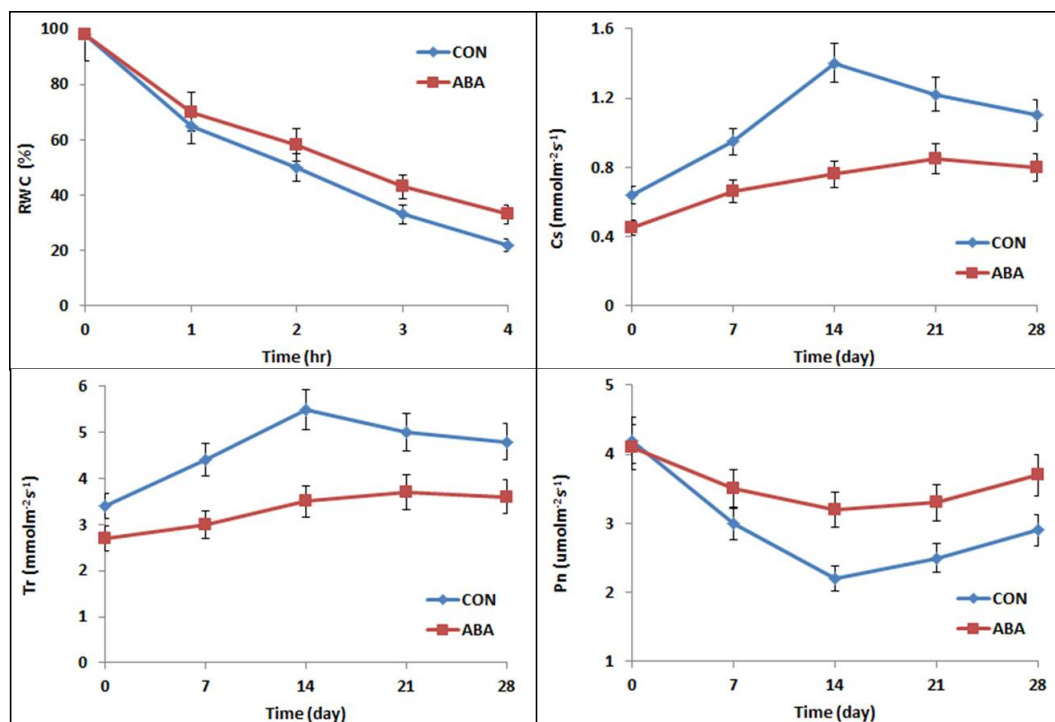 RWC (%)
100
80
60
40
20
0
CON
ABA
0 1 2 3 4
Time (hr)
Cs (mmolm⁻²s⁻¹)
1.6
1.2
0.8
0.4
0
CON
ABA
0 7 14 21 28
Time (day)
Tr (mmolm⁻²s⁻¹)
6
5
4
3
2
1
0
CON
ABA
0 7 14 21 28
Time (day)
Pn (umolm⁻²s⁻¹)
5
4
3
2
1
CON
ABA
0 7 14 21 28
Time (day)